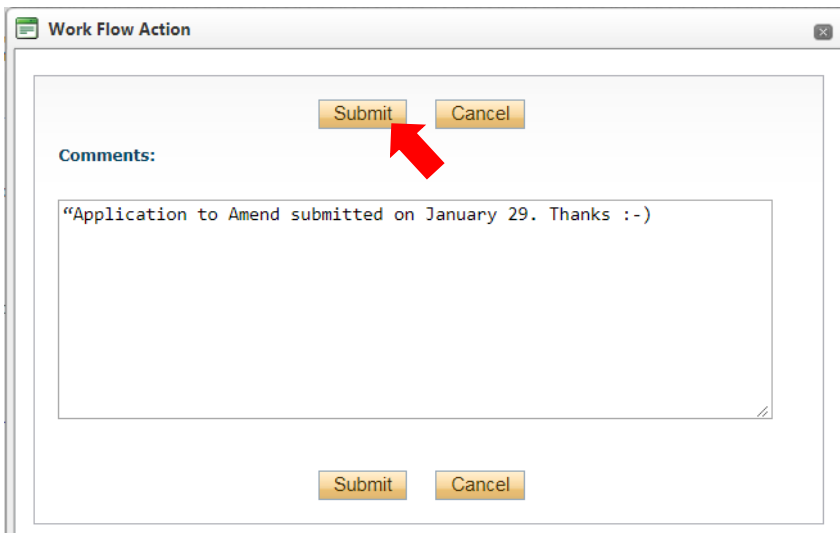 Work Flow Action
Submit Cancel
Comments:
“Application to Amend submitted on January 29. Thanks :-)
Submit Cancel